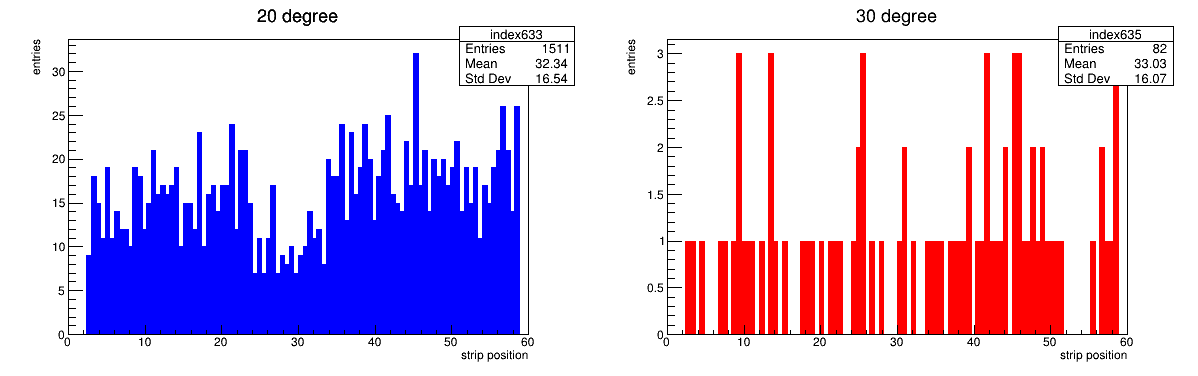 20 degree
entries
index633
Entries 1511
Mean 32.34
Std Dev 16.54
30
25
20
15
10
5
0
0 10 20 30 40 50 60
strip position
30 degree
entries
index635
Entries 82
Mean 33.03
Std Dev 16.07
3
2.5
2
1.5
1
0.5
0
0 10 20 30 40 50 60
strip position